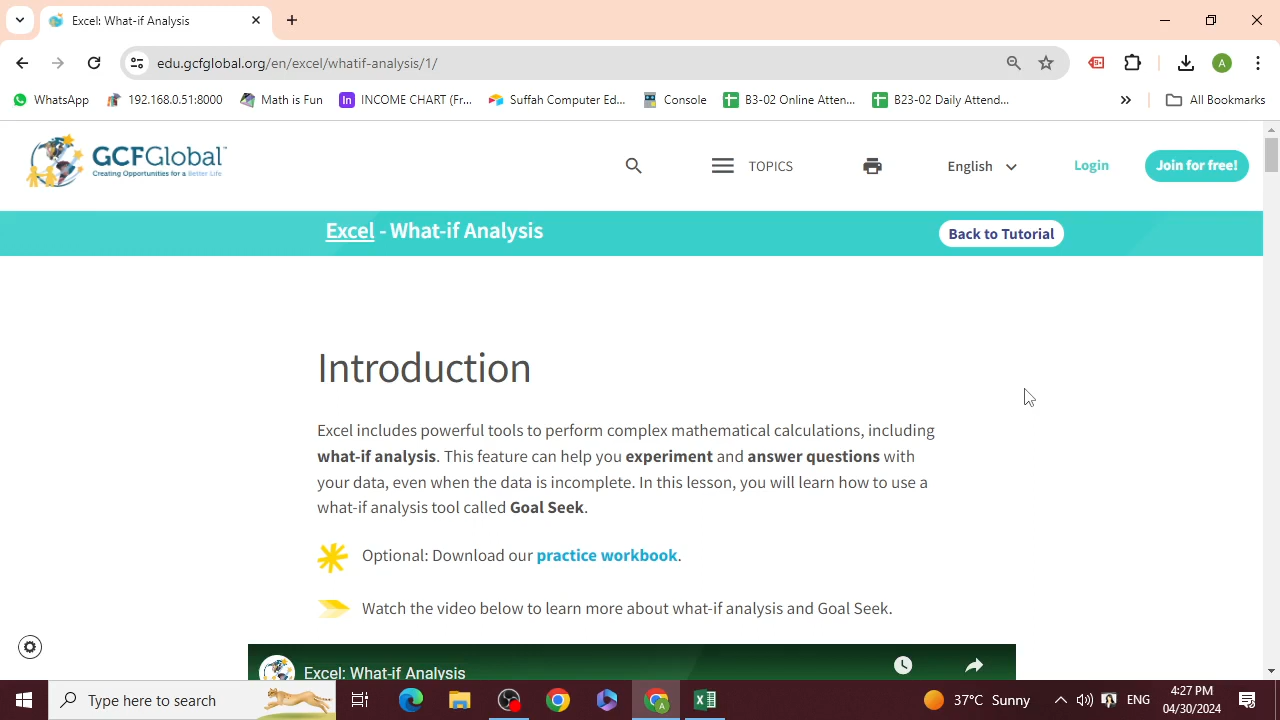 Excel: What-if Analysis
edu.gcfglobal.org/en/excel/whatif-analysis/1/
A
WhatsApp
192.168.0.51:8000
Math is Fun
In
INCOME CHART (Fr...
Suffah Computer Ed...
Console
B3-02 Online Atten...
B23-02 Daily Attend...
All Bookmarks
GCFGlobal™
Creating Opportunities for a Better Life
TOPICS
English
Login
Join for free!
Excel - What-if Analysis
Back to Tutorial
Introduction
Excel includes powerful tools to perform complex mathematical calculations, including
what-if analysis. This feature can help you experiment and answer questions with
your data, even when the data is incomplete. In this lesson, you will learn how to use a
what-if analysis tool called Goal Seek.
Optional: Download our practice workbook.
Watch the video below to learn more about what-if analysis and Goal Seek.
Excel: What-if Analysis
Type here to search
37°C Sunny
ENG
4:27 PM
04/30/2024